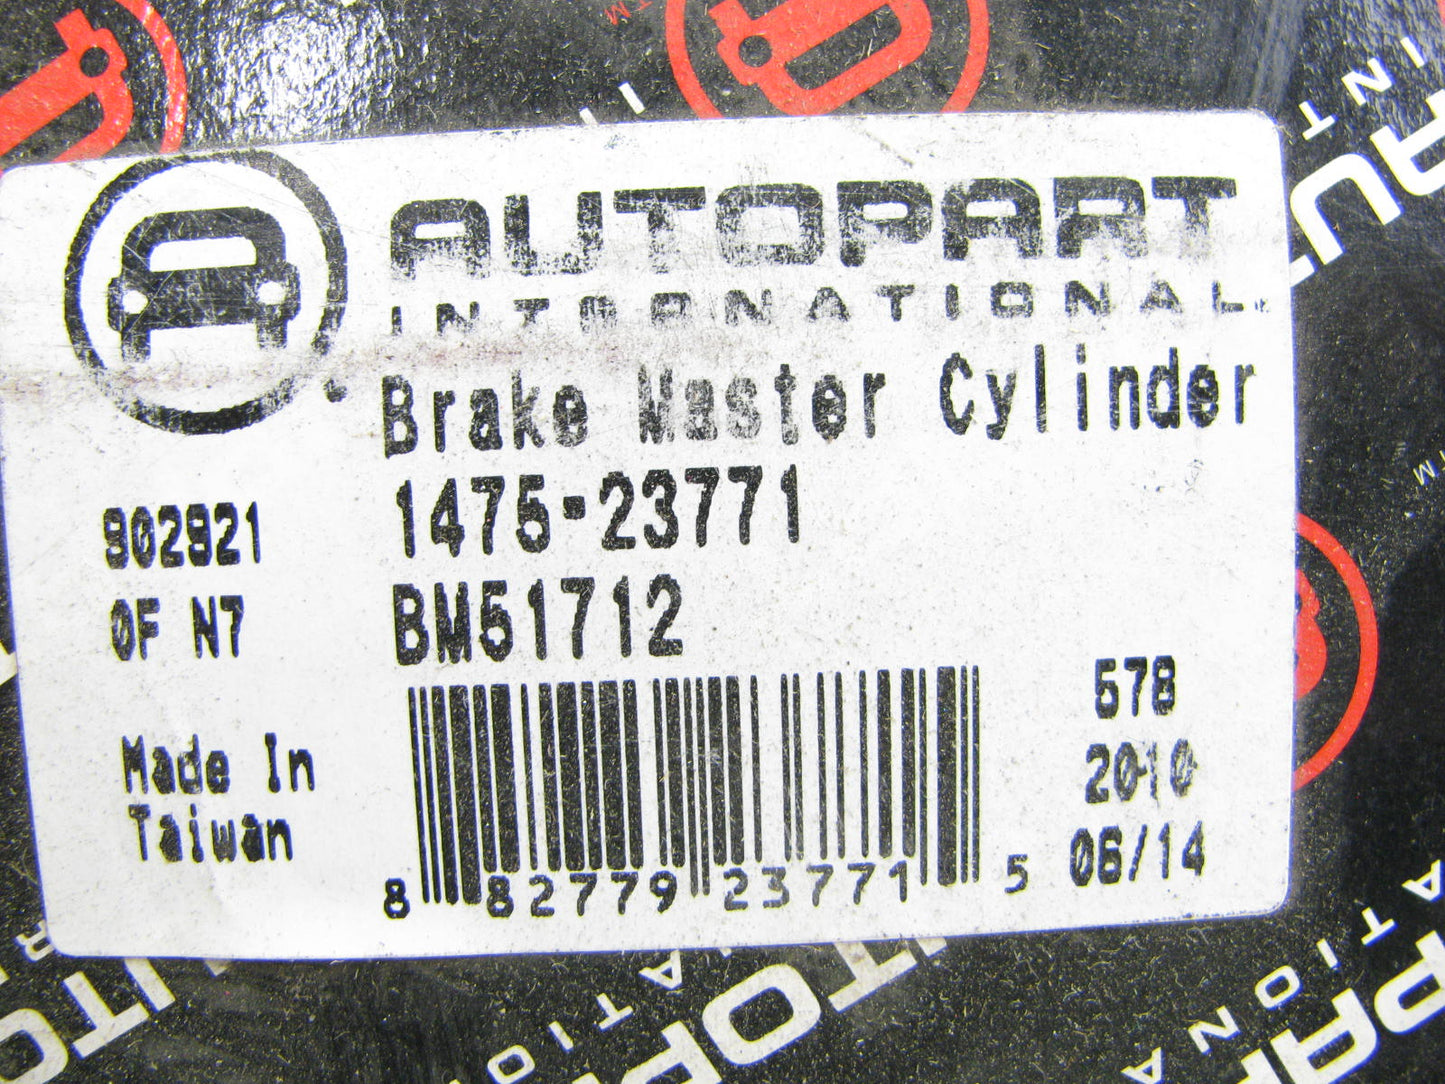 AUTOPART
INTERNATIONAL
Brake Master Cylinder
1475-23771
BM51712
902921
0F N7
Made In
Taiwan
578
2010
06/14
8 82779 23771 5